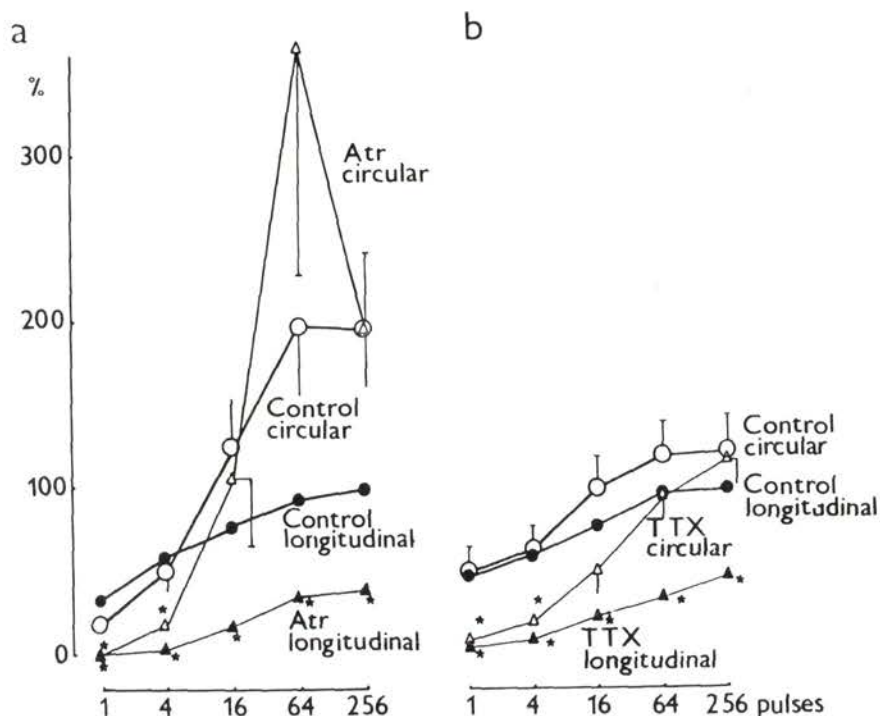 a
b
%
300
200
100
0
Atr
circular
Control
circular
Control
longitudinal
Atr
longitudinal
1 4 16 64 256
Control
circular
Control
longitudinal
TTX
circular
TTX
longitudinal
1 4 16 64 256 pulses